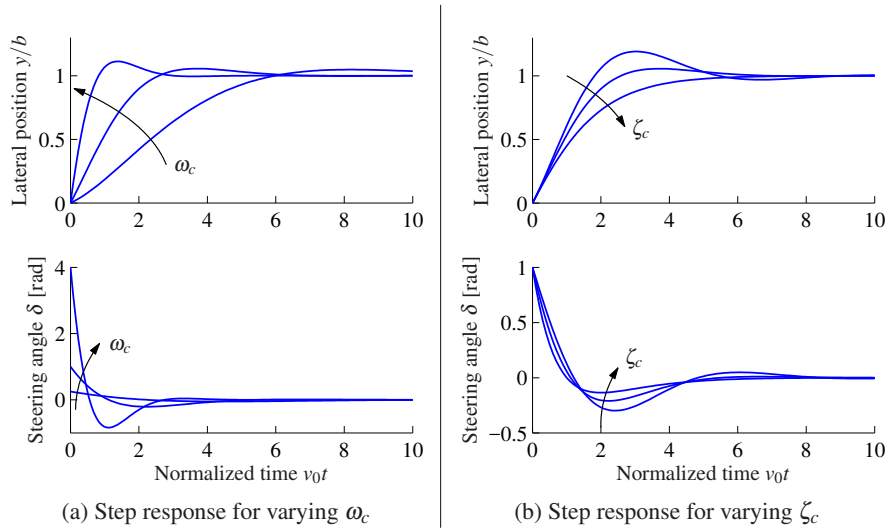 Lateral position y/b
1
0.5
0
0 2 4 6 8 10
ω_c
Steering angle δ [rad]
4
2
0
0 2 4 6 8 10
ω_c
Normalized time v_0t
(a) Step response for varying ω_c
Lateral position y/b
1
0.5
0
0 2 4 6 8 10
ζ_c
Steering angle δ [rad]
1
0.5
0
−0.5
0 2 4 6 8 10
ζ_c
Normalized time v_0t
(b) Step response for varying ζ_c